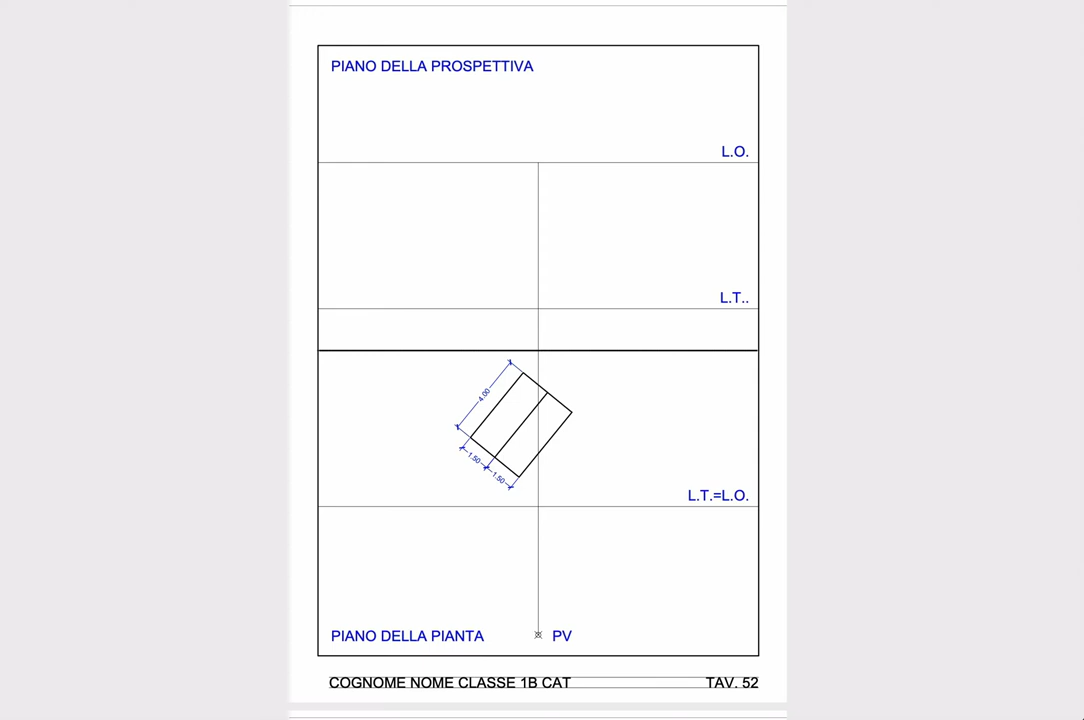 PIANO DELLA PROSPETTIVA
L.O.
L.T..
4.00
1.50
1.50
L.T.=L.O.
PIANO DELLA PIANTA
PV
COGNOME NOME CLASSE 1B CAT
TAV. 52